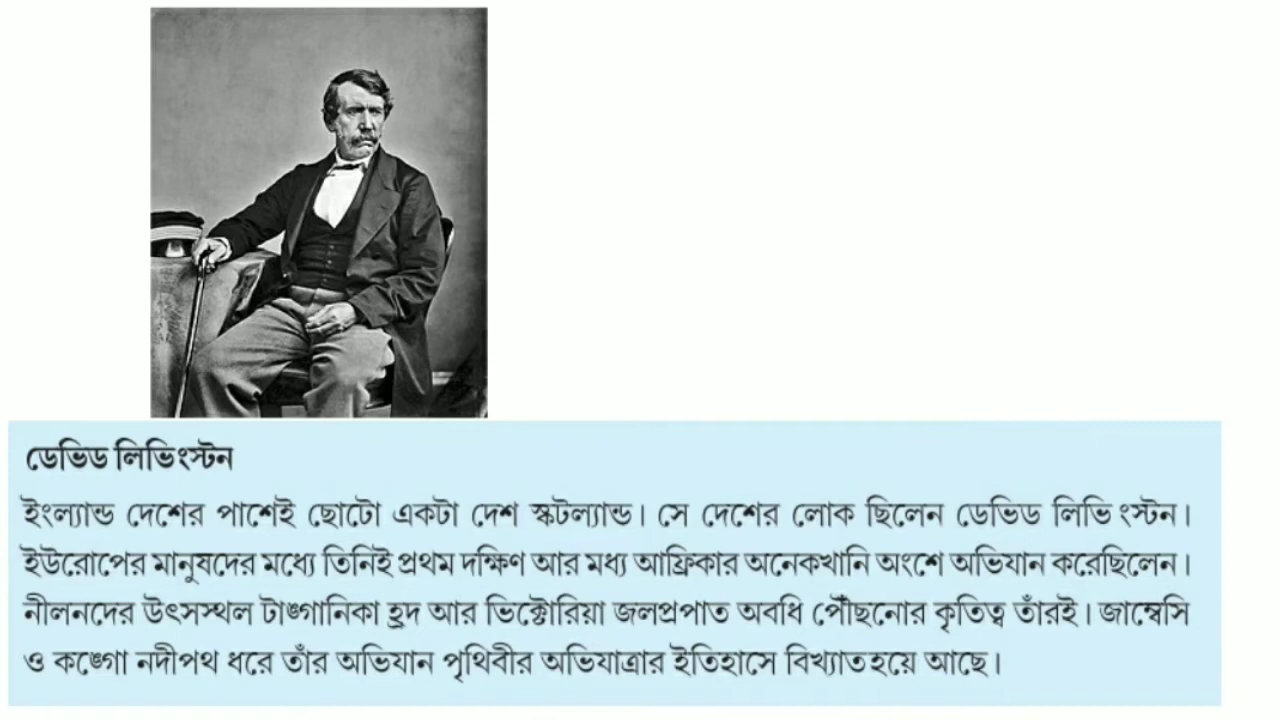 ডেভিড লিভিংস্টন
ইংল্যান্ড দেশের পাশেই ছোটো একটা দেশ স্কটল্যান্ড। সে দেশের লোক ছিলেন ডেভিড লিভিংস্টন।
ইউরোপের মানুষদের মধ্যে তিনিই প্রথম দক্ষিণ আর মধ্য আফ্রিকার অনেকখানি অংশে অভিযান করেছিলেন।
নীলনদের উৎসস্থল টাঙ্গানিকা হ্রদ আর ভিক্টোরিয়া জলপ্রপাত অবধি পৌঁছনোর কৃতিত্ব তাঁরই। জাম্বেসি
ও কঙ্গো নদীপথ ধরে তাঁর অভিযান পৃথিবীর অভিযাত্রার ইতিহাসে বিখ্যাত হয়ে আছে।